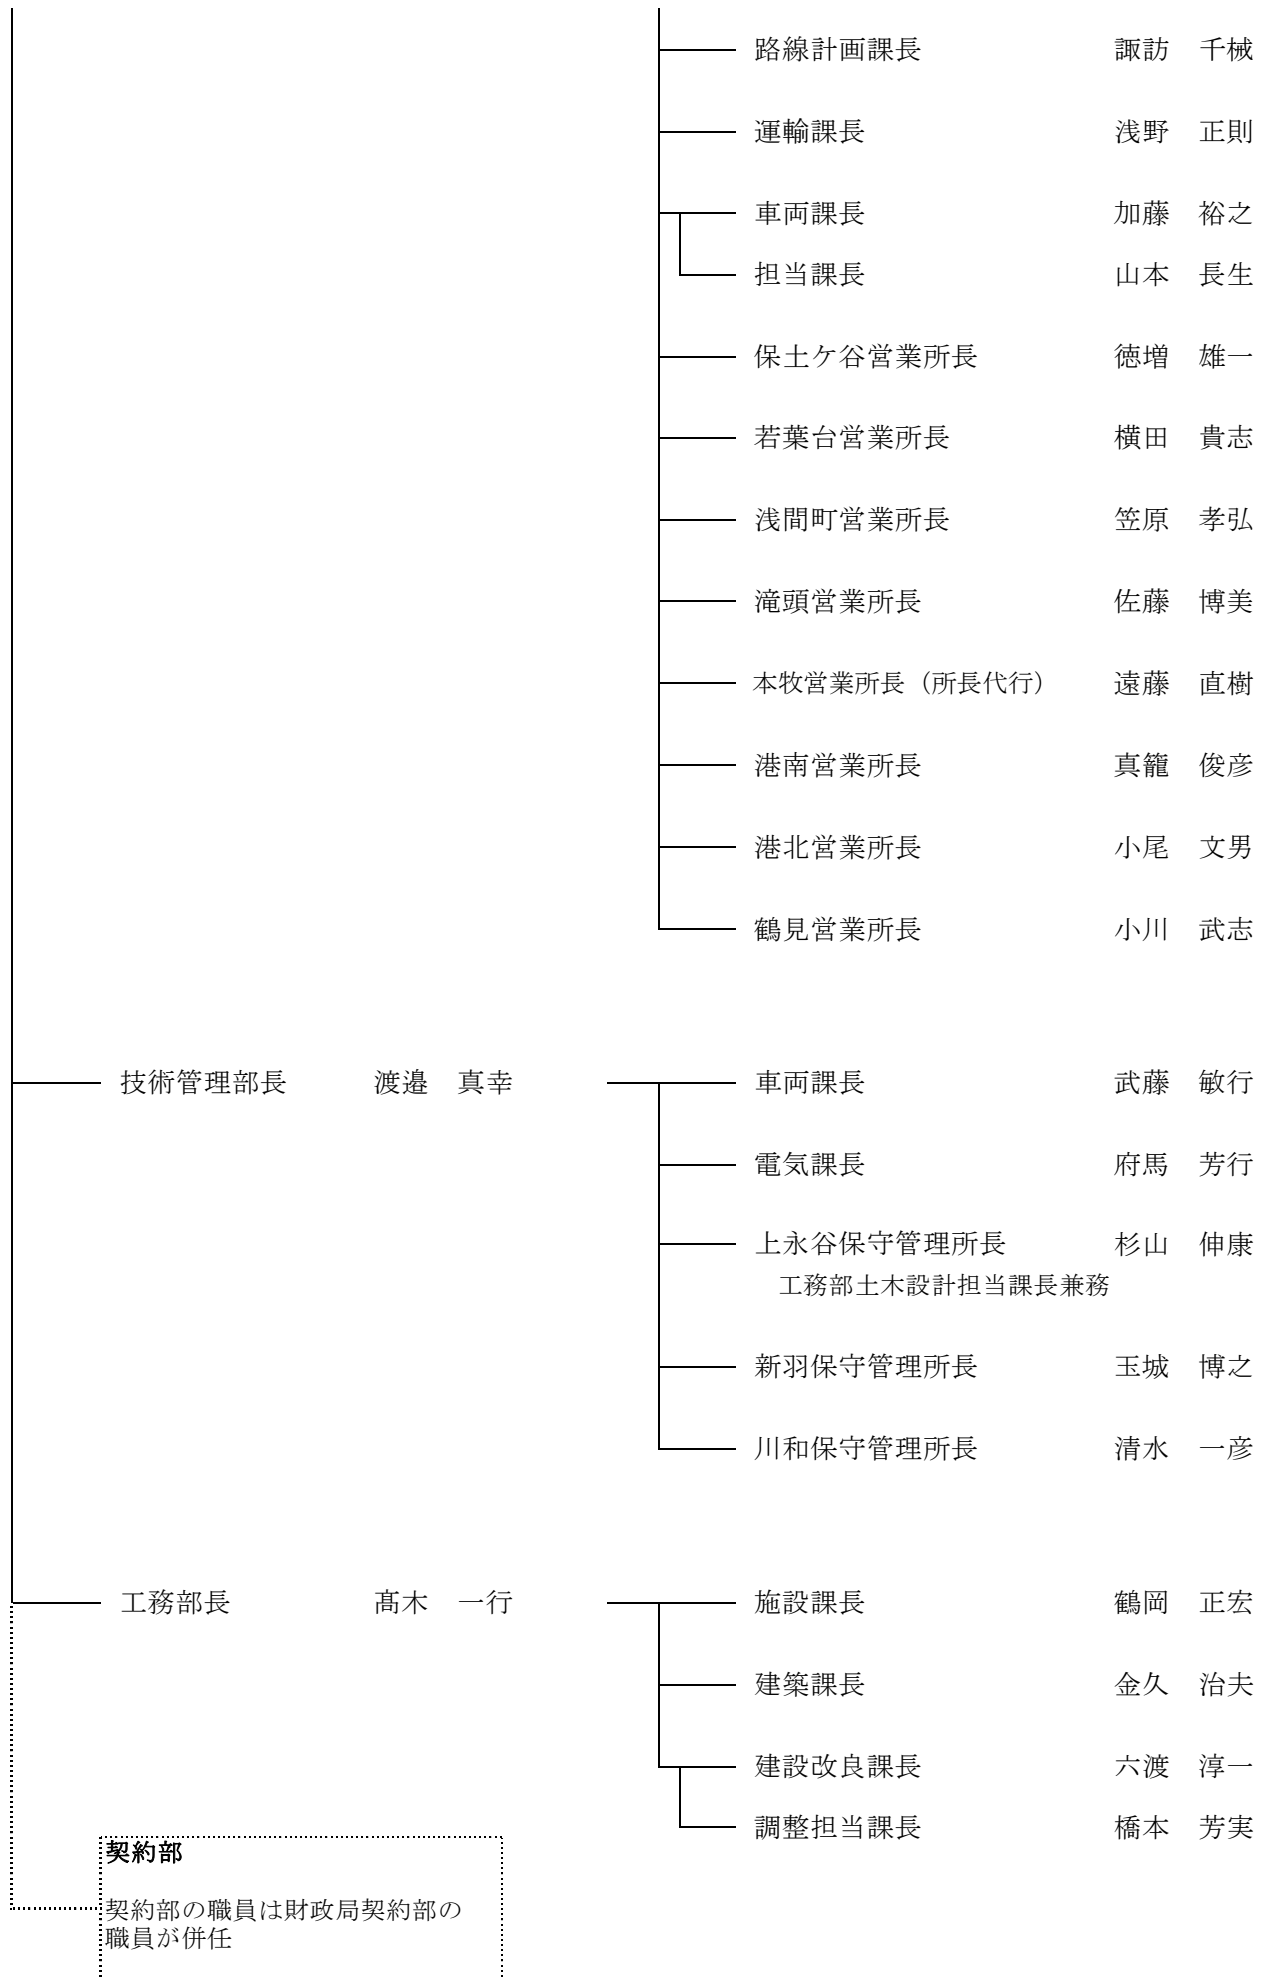 路線計画課長　諏訪　千械
運輸課長　浅野　正則
車両課長　加藤　裕之
担当課長　山本　長生
保土ケ谷営業所長　徳増　雄一
若葉台営業所長　横田　貴志
浅間町営業所長　笠原　孝弘
滝頭営業所長　佐藤　博美
本牧営業所長（所長代行）　遠藤　直樹
港南営業所長　真籠　俊彦
港北営業所長　小尾　文男
鶴見営業所長　小川　武志
技術管理部長　渡邉　真幸　車両課長　武藤　敏行
電気課長　府馬　芳行
上永谷保守管理所長　杉山　伸康
工務部土木設計担当課長兼務
新羽保守管理所長　玉城　博之
川和保守管理所長　清水　一彦
工務部長　髙木　一行　施設課長　鶴岡　正宏
建築課長　金久　治夫
建設改良課長　六渡　淳一
調整担当課長　橋本　芳実
契約部
契約部の職員は財政局契約部の
職員が併任